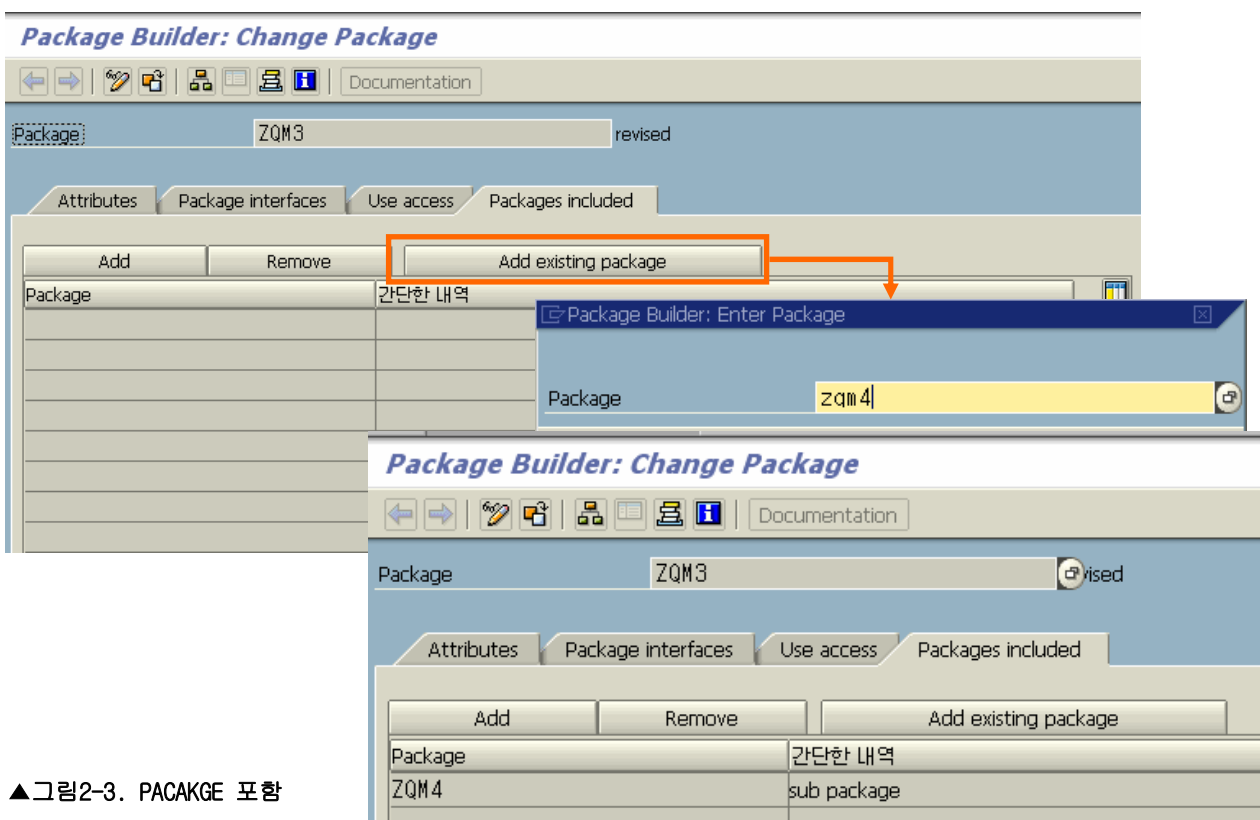 Package Builder: Change Package
Documentation
Package ZQM3 revised
Attributes Package interfaces Use access Packages included
Add Remove Add existing package
Package 간단한 내역
Package Builder: Enter Package
Package zqm4
Package Builder: Change Package
Documentation
Package ZQM3 vised
Attributes Package interfaces Use access Packages included
Add Remove Add existing package
Package 간단한 내역
ZQM4 sub package
▲그림2-3. PACAKGE 포함